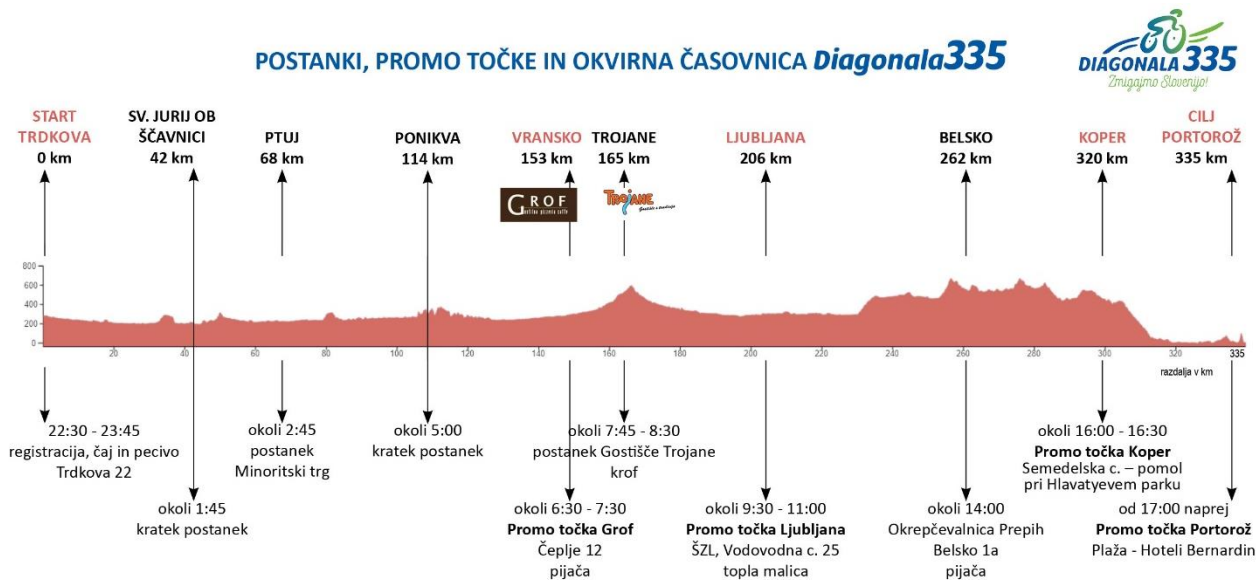 POSTANKI, PROMO TOČKE IN OKVIRNA ČASOVNICA Diagonala335
DIAGONALA 335
Zmigajmo Slovenijo!
START
TRDKOVA
0 km
SV. JURIJ OB
ŠČAVNICI
42 km
PTUJ
68 km
PONIKVA
114 km
VRANSKO
153 km
TROJANE
165 km
LJUBLJANA
206 km
BELSKO
262 km
KOPER
320 km
CILJ
PORTOROŽ
335 km
GROF
TROJANE
800
600
400
200
0
20 40 60 80 100 120 140 160 180 200 220 240 260 280 300 320 335
razdalja v km
22:30 - 23:45
registracija, čaj in pecivo
Trdkova 22
okoli 1:45
kratek postanek
okoli 2:45
postanek
Minoritski trg
okoli 5:00
kratek postanek
okoli 6:30 - 7:30
Promo točka Grof
Čeplje 12
pijača
okoli 7:45 - 8:30
postanek Gostišče Trojane
krof
okoli 9:30 - 11:00
Promo točka Ljubljana
ŠZL, Vodovodna c. 25
topla malica
okoli 14:00
Okrepčevalnica Prepih
Belsko 1a
pijača
okoli 16:00 - 16:30
Promo točka Koper
Semedelska c. – pomol
pri Hlavatyevem parku
od 17:00 naprej
Promo točka Portorož
Plaža - Hoteli Bernardin